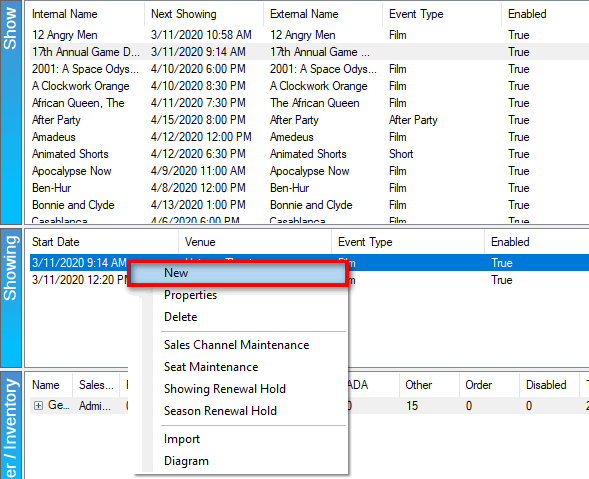 Show
Internal Name Next Showing External Name Event Type Enabled
12 Angry Men 3/11/2020 10:58 AM 12 Angry Men Film True
17th Annual Game D... 3/11/2020 9:14 AM 17th Annual Game ... True
2001: A Space Odys... 4/10/2020 6:00 PM 2001: A Space Odys... Film True
A Clockwork Orange 4/10/2020 8:30 PM A Clockwork Orange Film True
African Queen, The 4/11/2020 7:30 PM African Queen, The Film True
After Party 4/15/2020 8:00 PM After Party After Party True
Amadeus 4/12/2020 12:00 PM Amadeus Film True
Animated Shorts 4/12/2020 6:30 PM Animated Shorts Short True
Apocalypse Now 4/9/2020 11:00 AM Apocalypse Now Film True
Ben-Hur 4/8/2020 12:00 PM Ben-Hur Film True
Bonnie and Clyde 4/13/2020 1:00 PM Bonnie and Clyde Film True
Casablanca 4/6/2020 6:00 PM Casablanca Film True
Showing
Start Date Venue Event Type Enabled
3/11/2020 9:14 AM Film True
3/11/2020 12:20 PM Film True
New
Properties
Delete
Sales Channel Maintenance
Seat Maintenance
Showing Renewal Hold
Season Renewal Hold
Import
Diagram
er / Inventory
Name Sales... ADA Other Order Disabled
Ge... Admi... 0 15 0 0